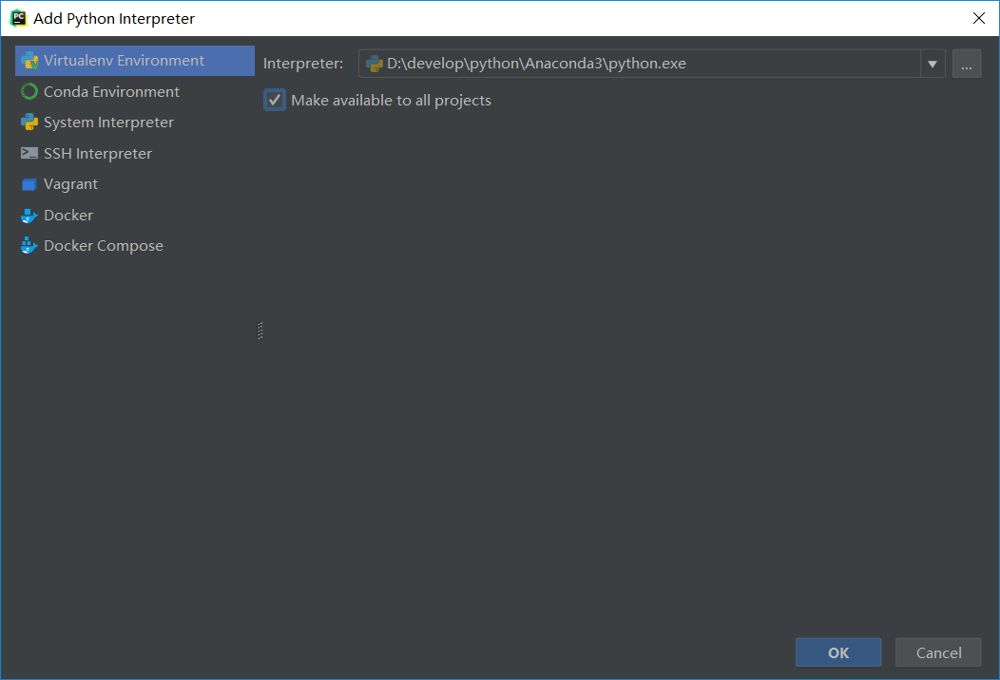 Add Python Interpreter
Virtualenv Environment
Conda Environment
System Interpreter
SSH Interpreter
Vagrant
Docker
Docker Compose
Interpreter: D:\develop\python\Anaconda3\python.exe ...
Make available to all projects
OK Cancel